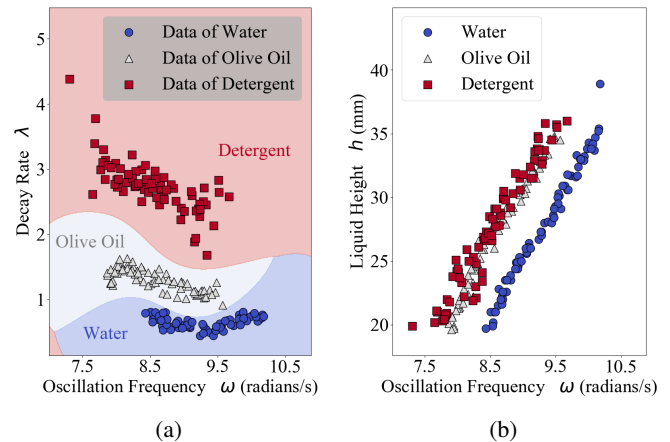 5
4
3
2
1
Decay Rate λ
Data of Water
Data of Olive Oil
Data of Detergent
Detergent
Olive Oil
Water
7.5 8.5 9.5 10.5
Oscillation Frequency ω (radians/s)
(a)
40
35
30
25
20
Liquid Height h (mm)
Water
Olive Oil
Detergent
7.5 8.5 9.5 10.5
Oscillation Frequency ω (radians/s)
(b)